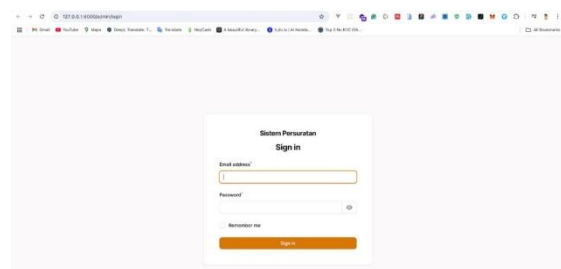 127.0.0.1:8000/admin/login
Gmail YouTube Maps Translate
All Bookmarks
Sistem Persuratan
Sign in
Email address*
Password*
Remember me
Sign in